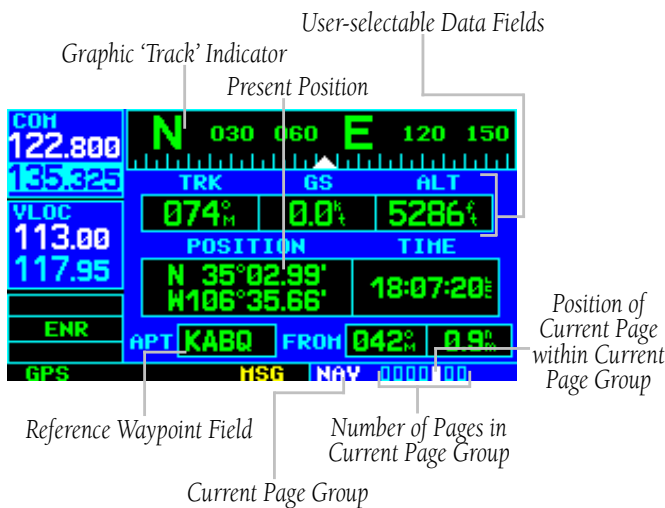 User-selectable Data Fields
Graphic ‘Track’ Indicator
Present Position
COM
122.800
135.325
N 030 060 E 120 150
TRK GS ALT
074°M 0.0kt 5286ft
VLOC
113.00
117.95
POSITION TIME
N 35°02.99'
W106°35.66'
18:07:20
ENR
APT KABQ FROM 042°M 0.9nm
GPS MSG NAV
Position of
Current Page
within Current
Page Group
Reference Waypoint Field
Number of Pages in
Current Page Group
Current Page Group